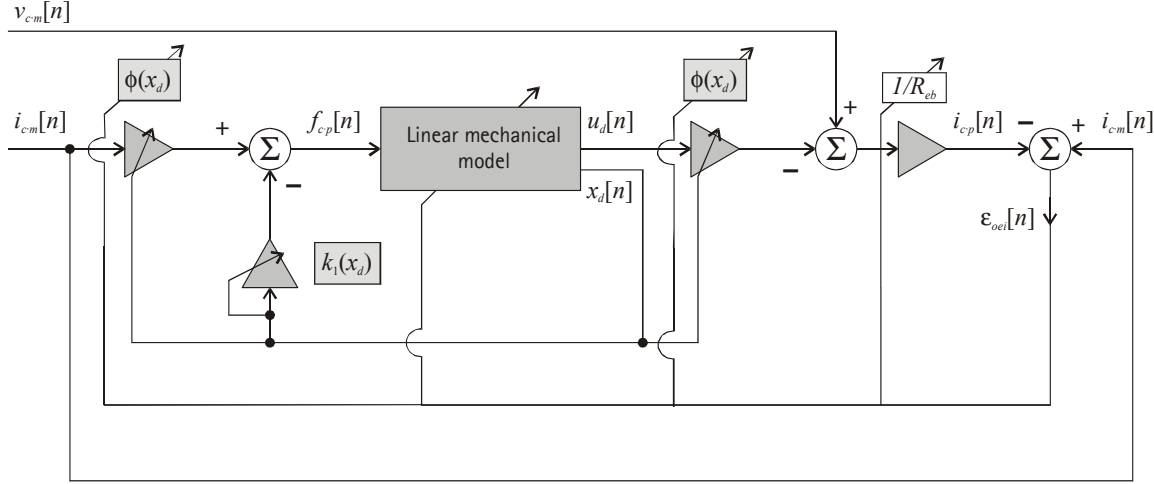 v_{c·m}[n]
ϕ(x_d)
ϕ(x_d)
1/R_{eb}
i_{c·m}[n]
+
f_{c·p}[n]
Linear mechanical
model
u_d[n]
x_d[n]
+
i_{c·p}[n]
−
+
i_{c·m}[n]
Σ
Σ
Σ
−
−
ε_{oei}[n]
k_1(x_d)